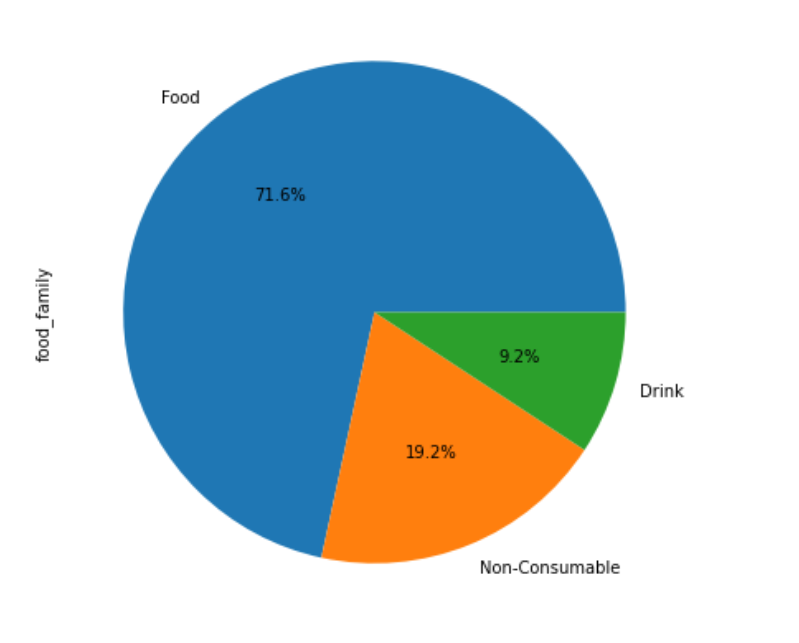 Food
71.6%
food_family
9.2%
Drink
19.2%
Non-Consumable